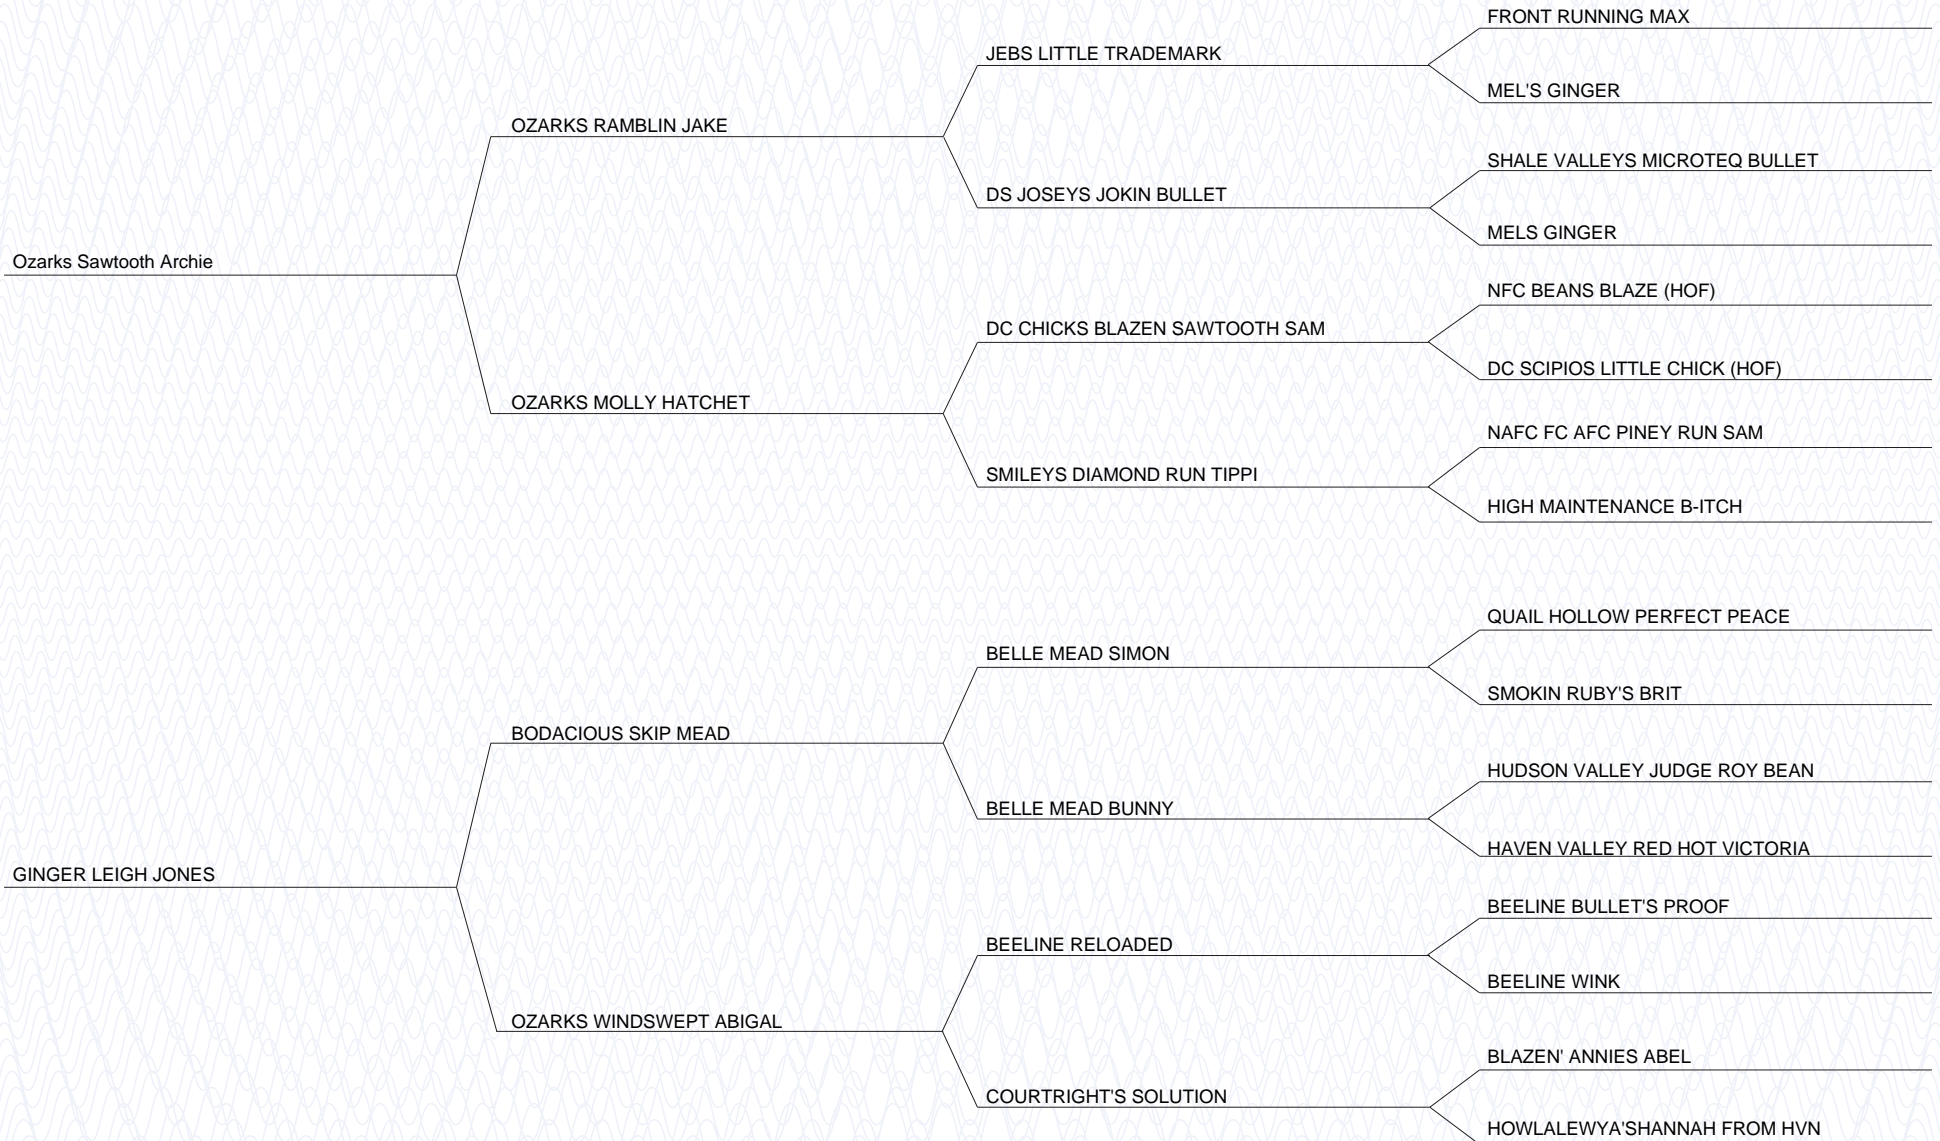 FRONT RUNNING MAX
JEBS LITTLE TRADEMARK
MEL'S GINGER
OZARKS RAMBLIN JAKE
SHALE VALLEYS MICROTEQ BULLET
DS JOSEYS JOKIN BULLET
MELS GINGER
Ozarks Sawtooth Archie
NFC BEANS BLAZE (HOF)
DC CHICKS BLAZEN SAWTOOTH SAM
DC SCIPIOS LITTLE CHICK (HOF)
OZARKS MOLLY HATCHET
NAFC FC AFC PINEY RUN SAM
SMILEYS DIAMOND RUN TIPPI
HIGH MAINTENANCE B-ITCH
QUAIL HOLLOW PERFECT PEACE
BELLE MEAD SIMON
SMOKIN RUBY'S BRIT
BODACIOUS SKIP MEAD
HUDSON VALLEY JUDGE ROY BEAN
BELLE MEAD BUNNY
HAVEN VALLEY RED HOT VICTORIA
GINGER LEIGH JONES
BEELINE BULLET'S PROOF
BEELINE RELOADED
BEELINE WINK
OZARKS WINDSWEPT ABIGAL
BLAZEN' ANNIES ABEL
COURTRIGHT'S SOLUTION
HOWLALEWYA'SHANNAH FROM HVN